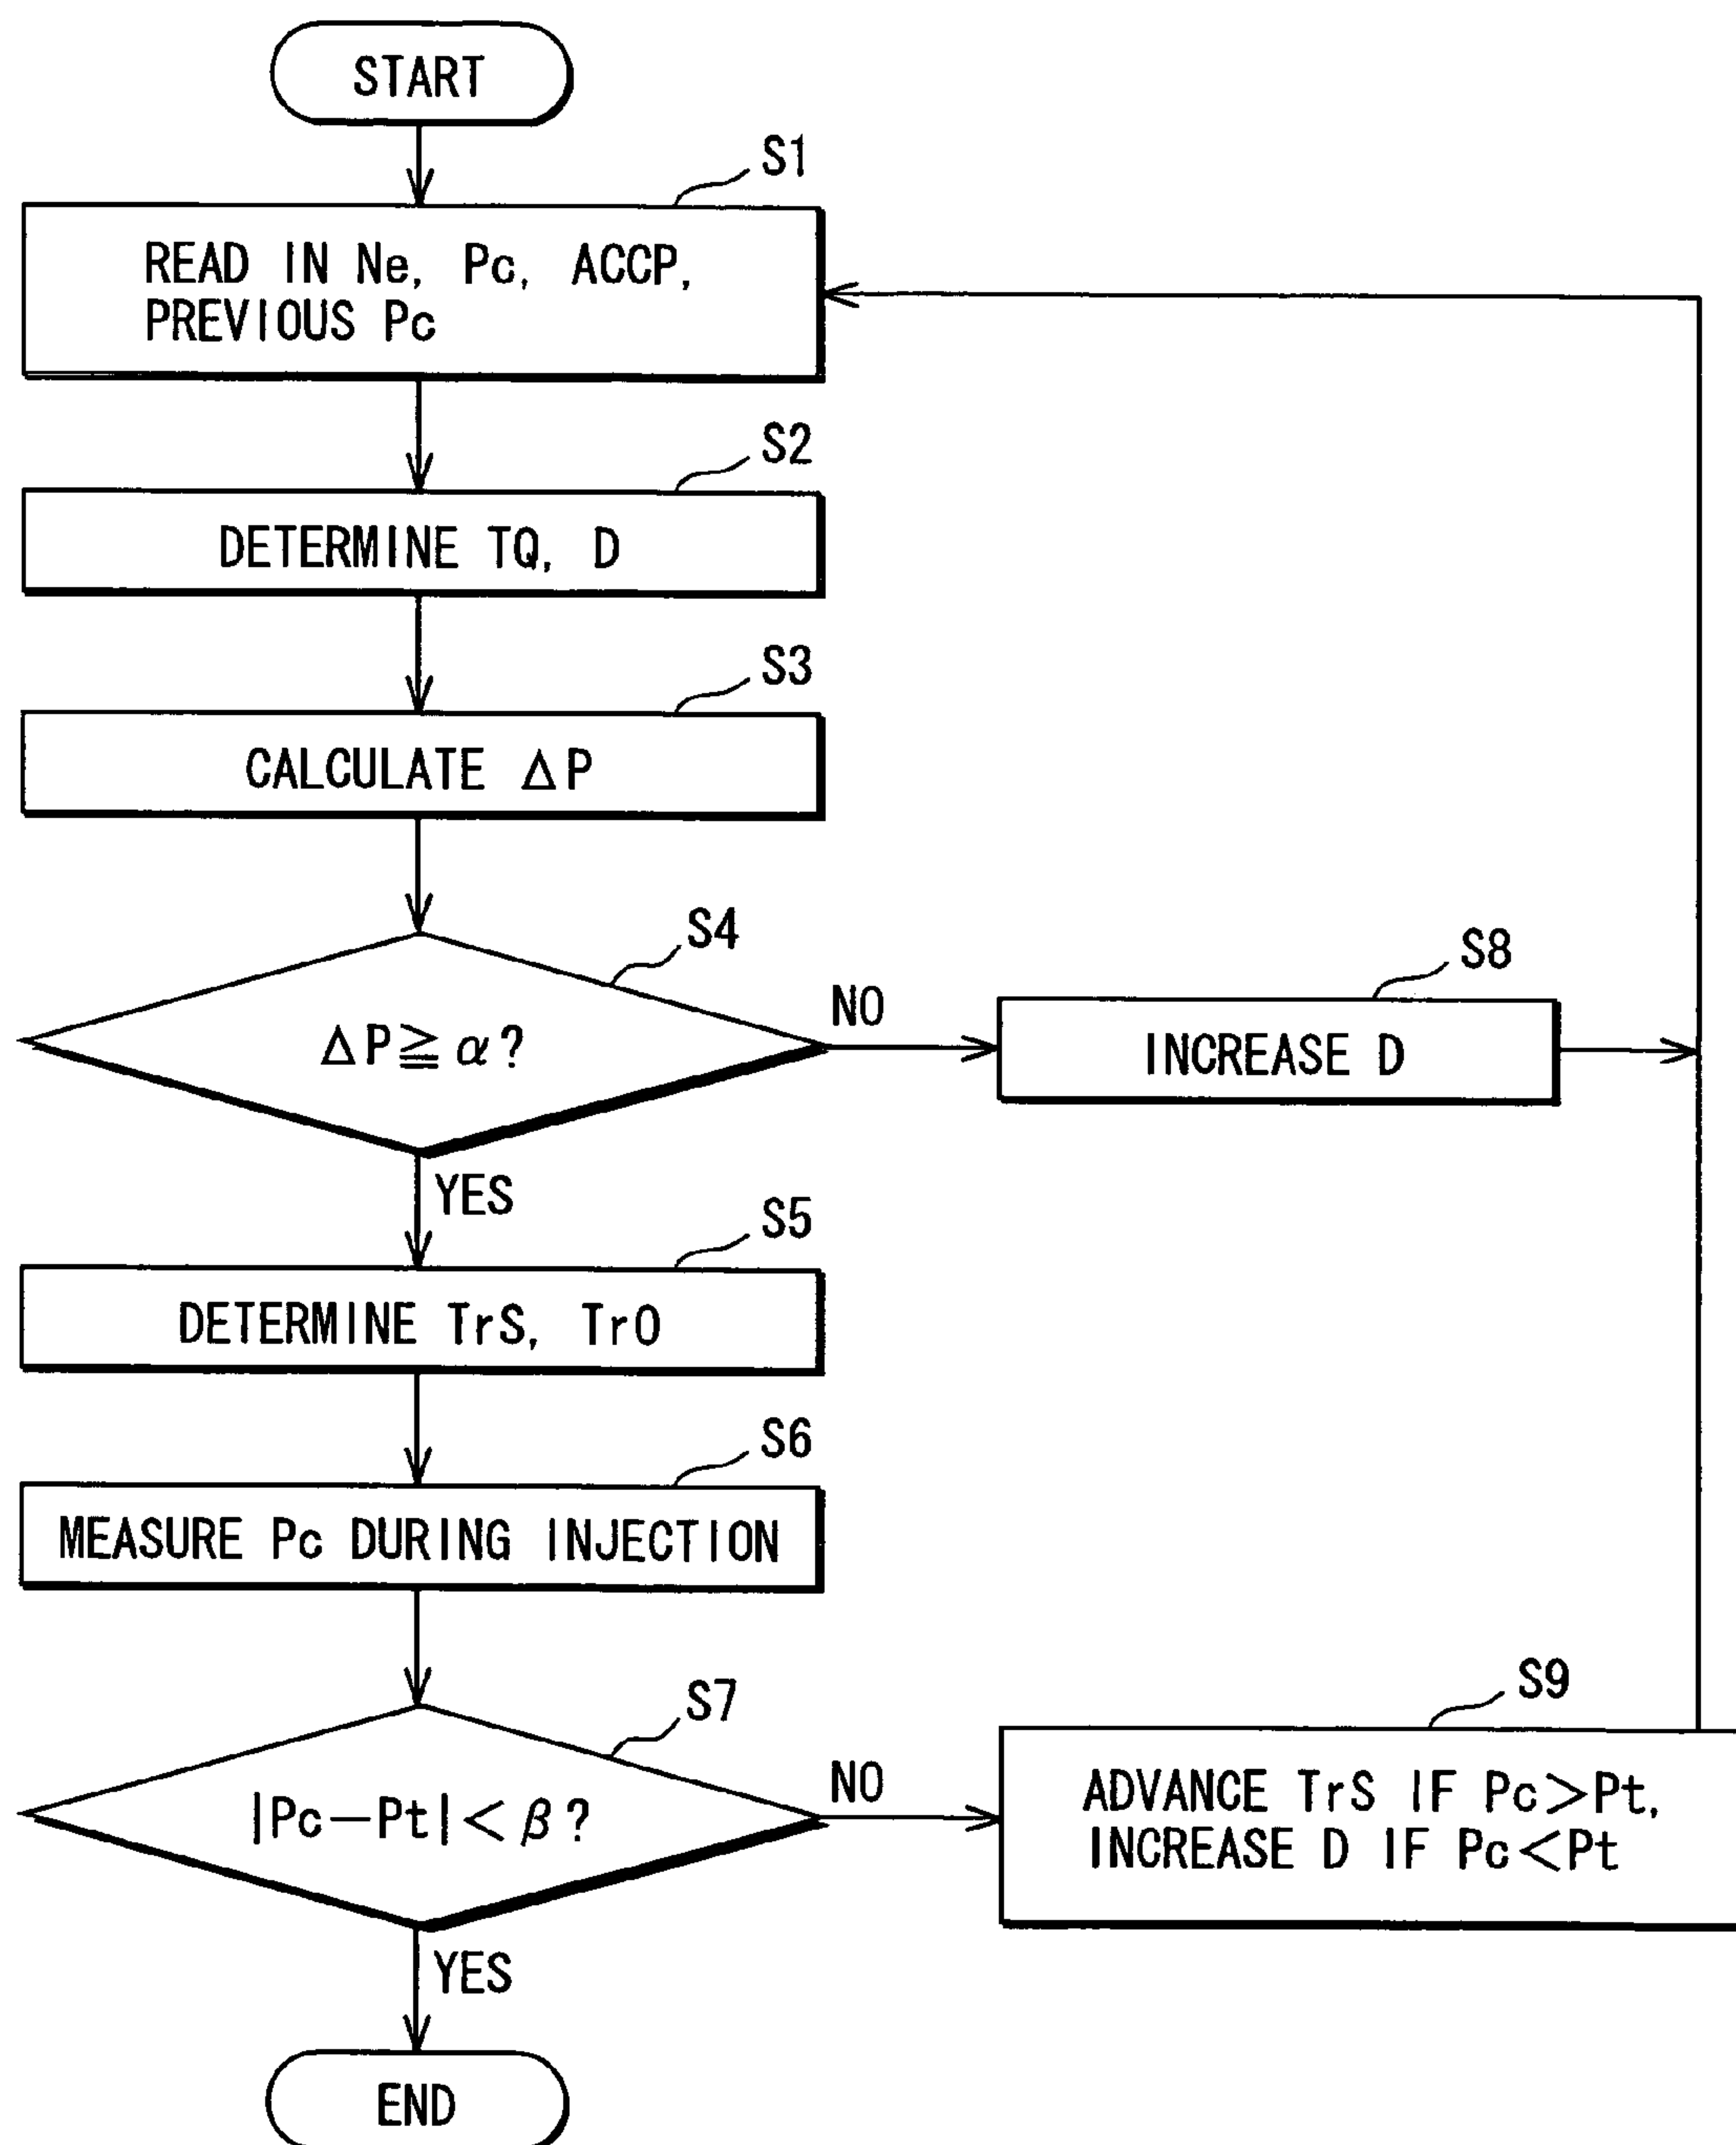 START
S1
READ IN Ne, Pc, ACCP,
PREVIOUS Pc
S2
DETERMINE TQ, D
S3
CALCULATE ΔP
S4
ΔP≧α?
NO
S8
INCREASE D
YES
S5
DETERMINE TrS, TrO
S6
MEASURE Pc DURING INJECTION
S7
|Pc−Pt|<β?
NO
S9
ADVANCE TrS IF Pc>Pt,
INCREASE D IF Pc<Pt
YES
END